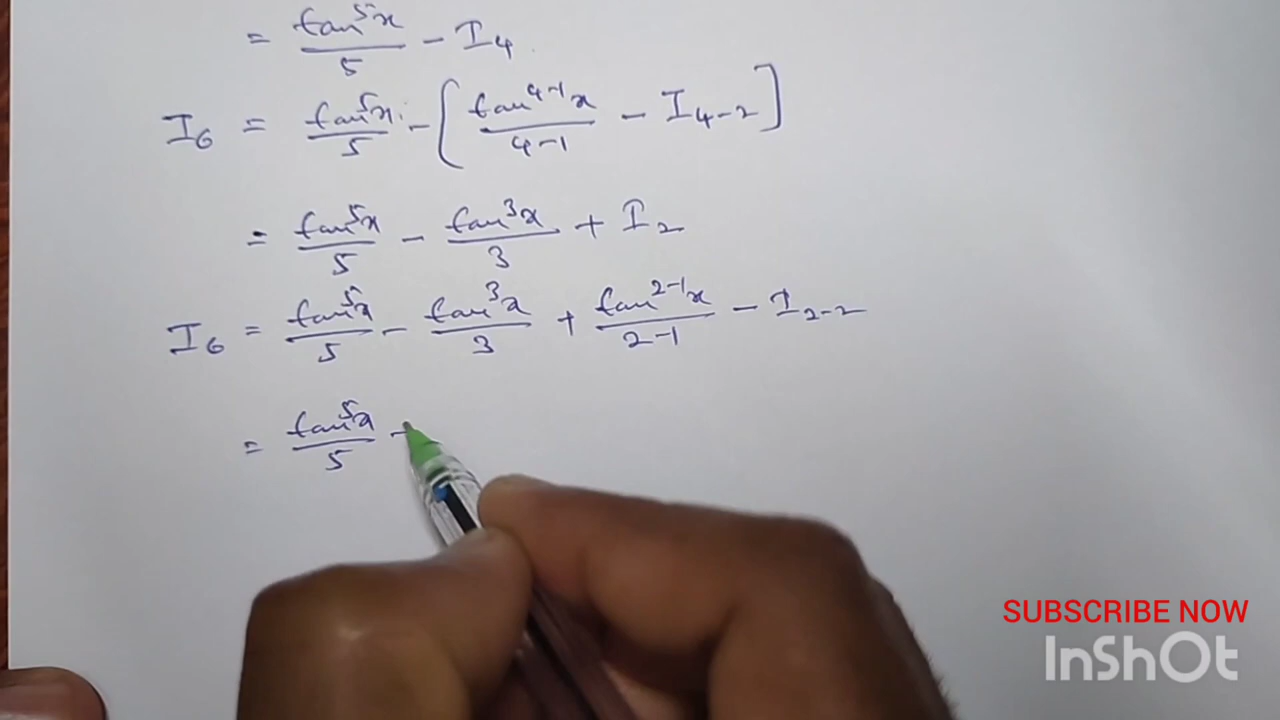 = tan⁵x/5 - I₄.
I₆ = tan⁵x/5 - [tan⁴⁻¹x/4-1 - I₄₋₂]
= tan⁵x/5 - tan³x/3 + I₂
I₆ = tan⁵x/5 - tan³x/3 + tan²⁻¹x/2-1 - I₂₋₂
= tan⁵x/5 -
SUBSCRIBE NOW
InShOt